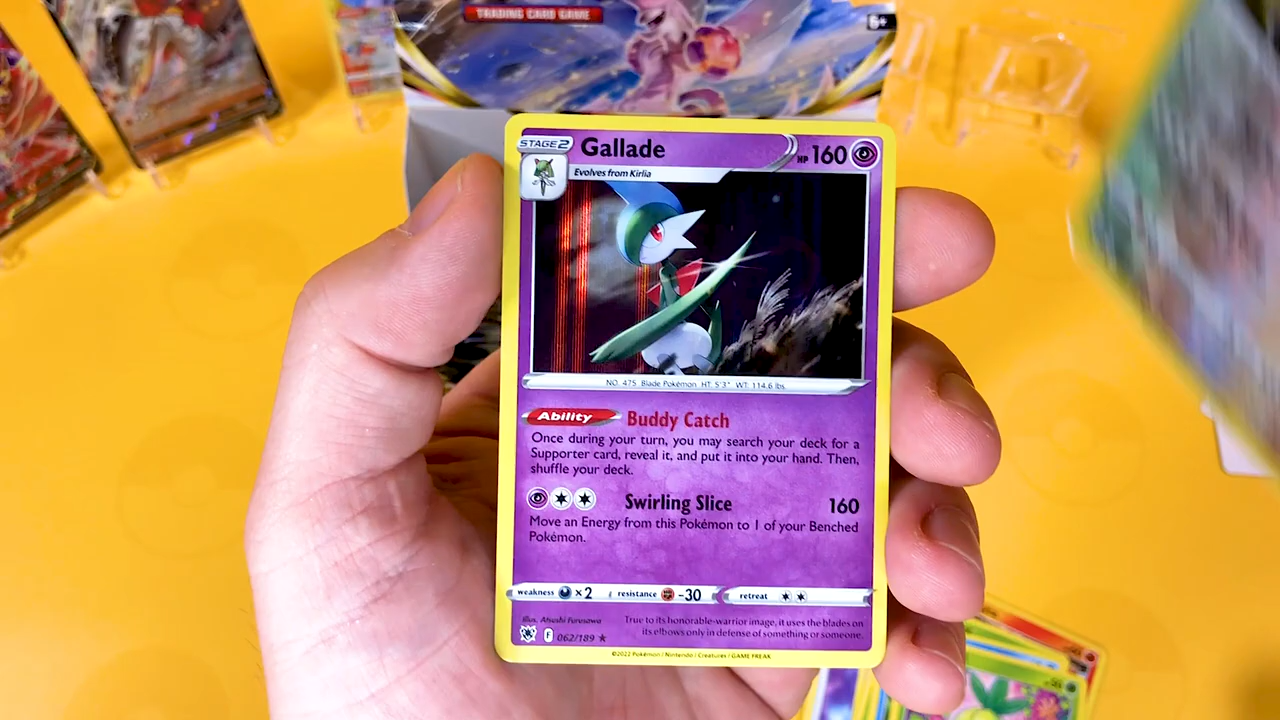 TRADING CARD GAME
6+
STAGE 2
Gallade
HP 160
Evolves from Kirlia
NO. 475 Blade Pokémon HT: 5'3" WT: 114.6 lbs.
Ability Buddy Catch
Once during your turn, you may search your deck for a
Supporter card, reveal it, and put it into your hand. Then,
shuffle your deck.
Swirling Slice 160
Move an Energy from this Pokémon to 1 of your Benched
Pokémon.
weakness ×2 resistance -30 retreat
Illus. Atsushi Furusawa
True to its honorable-warrior image, it uses the blades on
its elbows only in defense of something or someone.
F 062/189 ★
©2022 Pokémon / Nintendo / Creatures / GAME FREAK